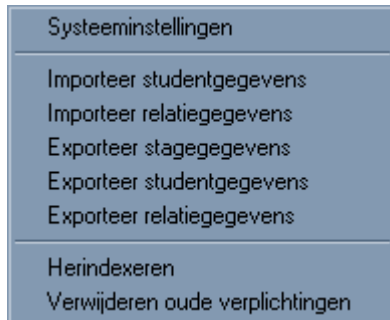 Systeeminstellingen
Importeer studentgegevens
Importeer relatiegegevens
Exporteer stagegegevens
Exporteer studentgegevens
Exporteer relatiegegevens
Herindexeren
Verwijderen oude verplichtingen